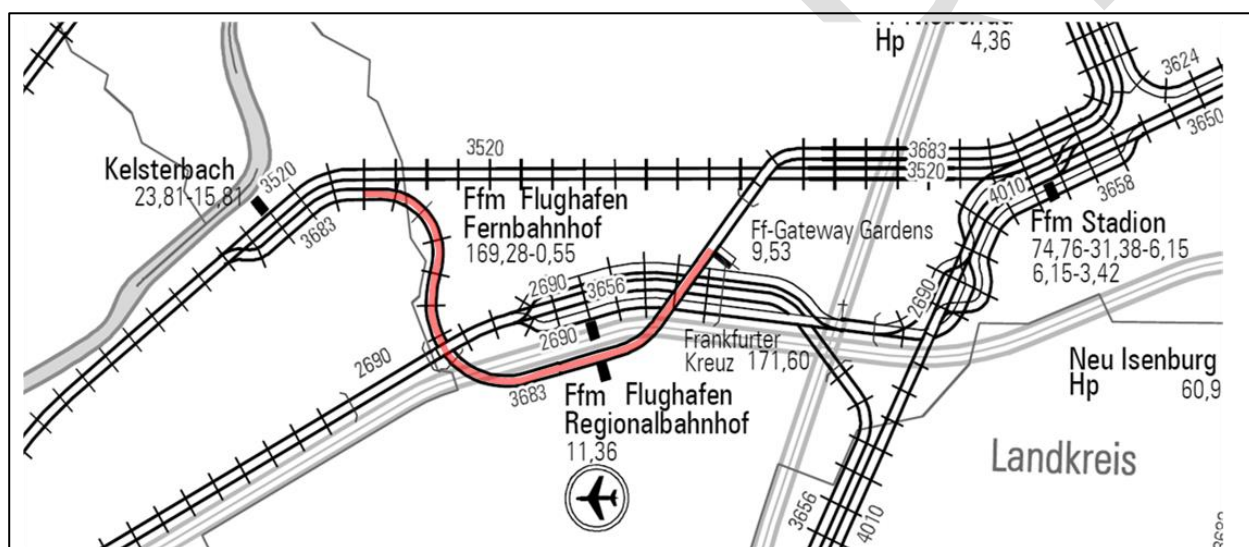 Hp 4,36
3624
3650
3520
3683
3520
Kelsterbach
23,81-15,81
3520
3683
4010
3658
Ffm Flughafen
Fernbahnhof
169,28-0,55
Ff-Gateway Gardens
9,53
Ffm Stadion
74,76-31,38-6,15
6,15-3,42
2690
3656
2690
2690
2690
Frankfurter
Kreuz 171,60
3683
Neu Isenburg
Hp 60,9
Ffm Flughafen
Regionalbahnhof
11,36
Landkreis
3656
4010